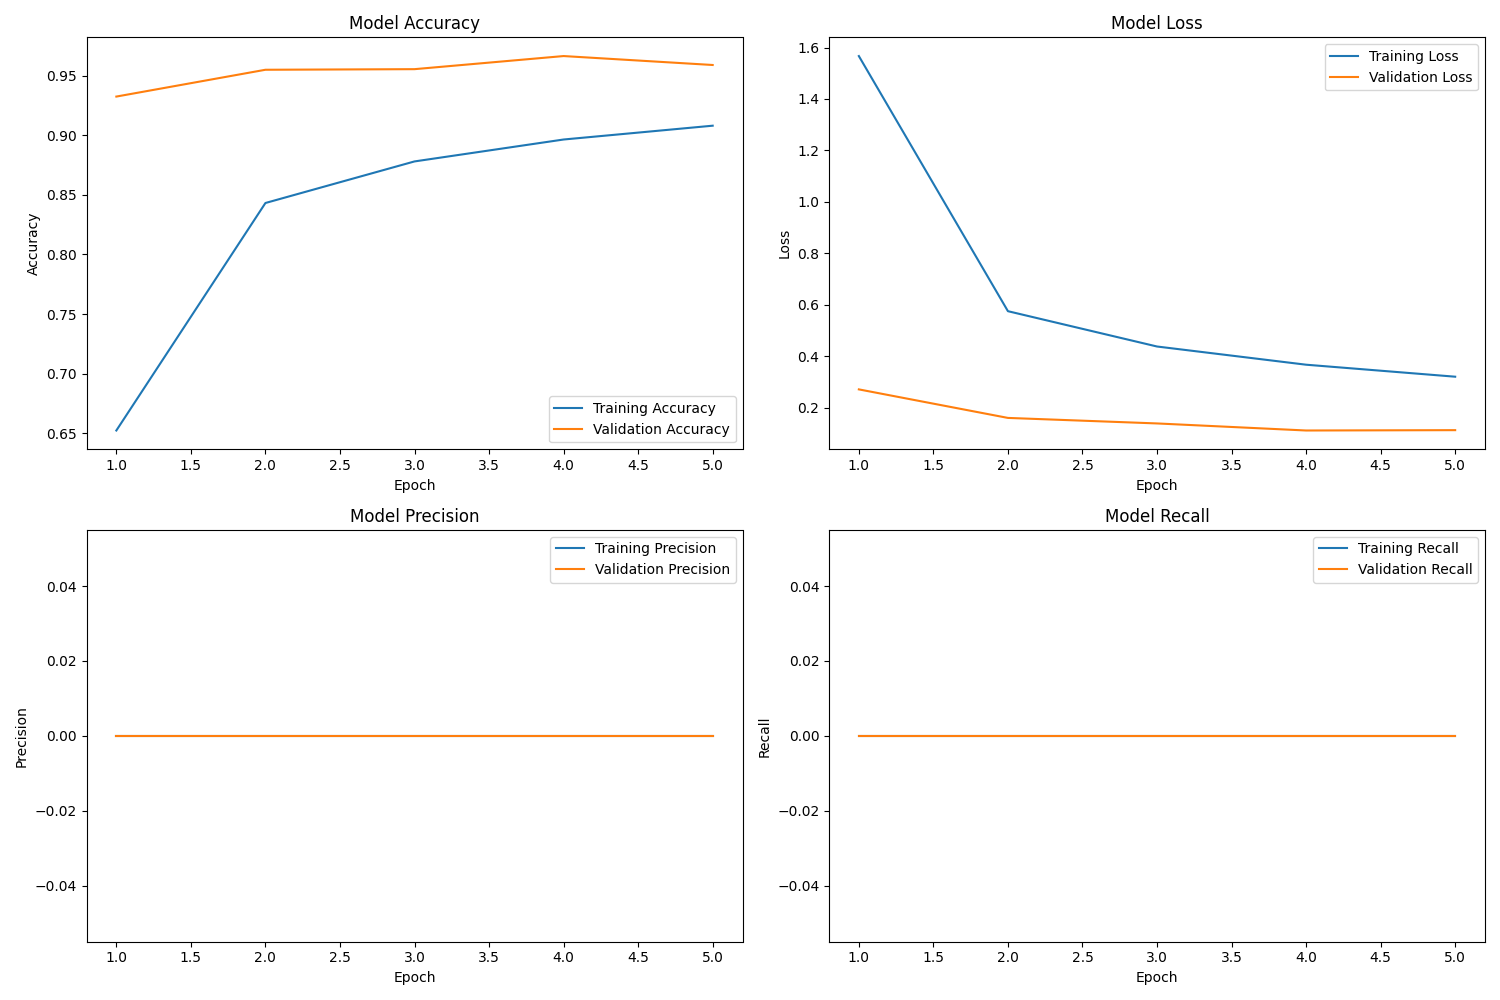 Model Accuracy
0.95
0.90
0.85
0.80
0.75
0.70
0.65
Accuracy
Training Accuracy
Validation Accuracy
1.0 1.5 2.0 2.5 3.0 3.5 4.0 4.5 5.0
Epoch
Model Loss
1.6
1.4
1.2
1.0
0.8
0.6
0.4
0.2
Loss
Training Loss
Validation Loss
1.0 1.5 2.0 2.5 3.0 3.5 4.0 4.5 5.0
Epoch
Model Precision
0.04
0.02
0.00
−0.02
−0.04
Precision
Training Precision
Validation Precision
1.0 1.5 2.0 2.5 3.0 3.5 4.0 4.5 5.0
Epoch
Model Recall
0.04
0.02
0.00
−0.02
−0.04
Recall
Training Recall
Validation Recall
1.0 1.5 2.0 2.5 3.0 3.5 4.0 4.5 5.0
Epoch